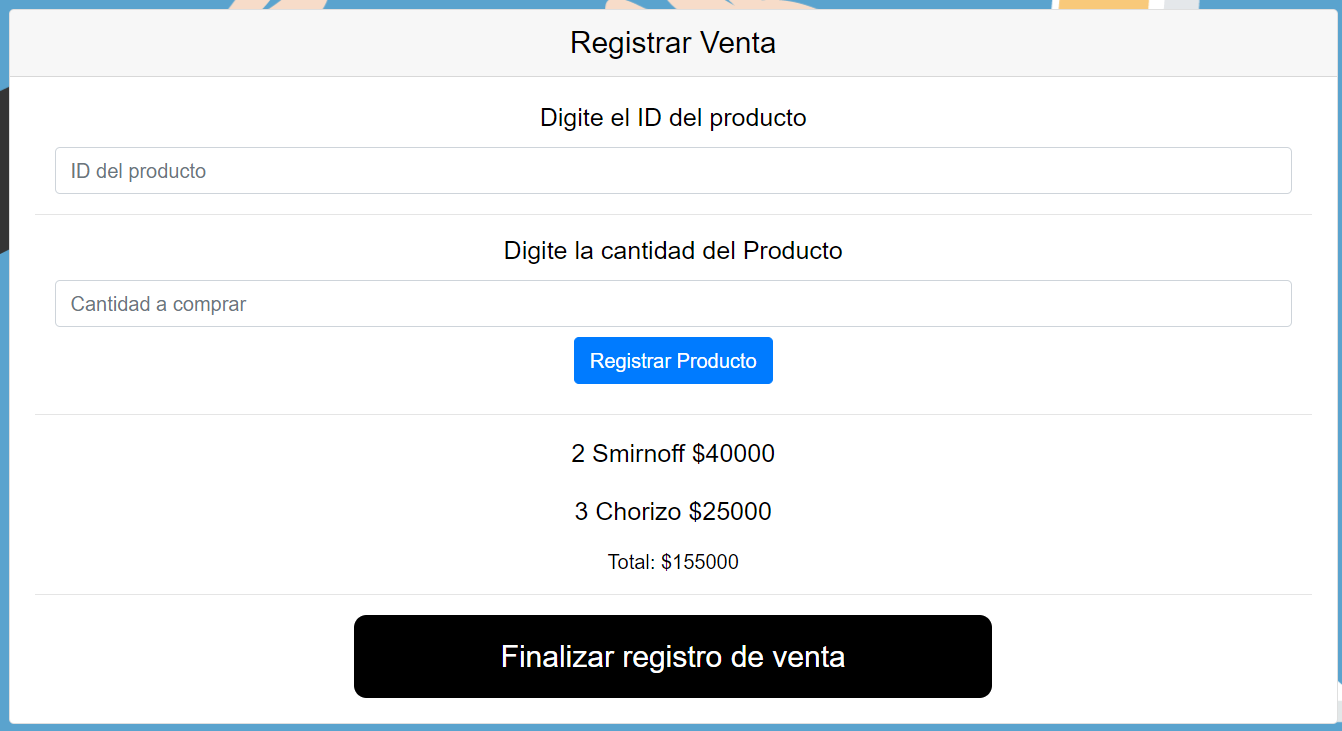 Registrar Venta
Digite el ID del producto
ID del producto
Digite la cantidad del Producto
Cantidad a comprar
Registrar Producto
2 Smirnoff $40000
3 Chorizo $25000
Total: $155000
Finalizar registro de venta